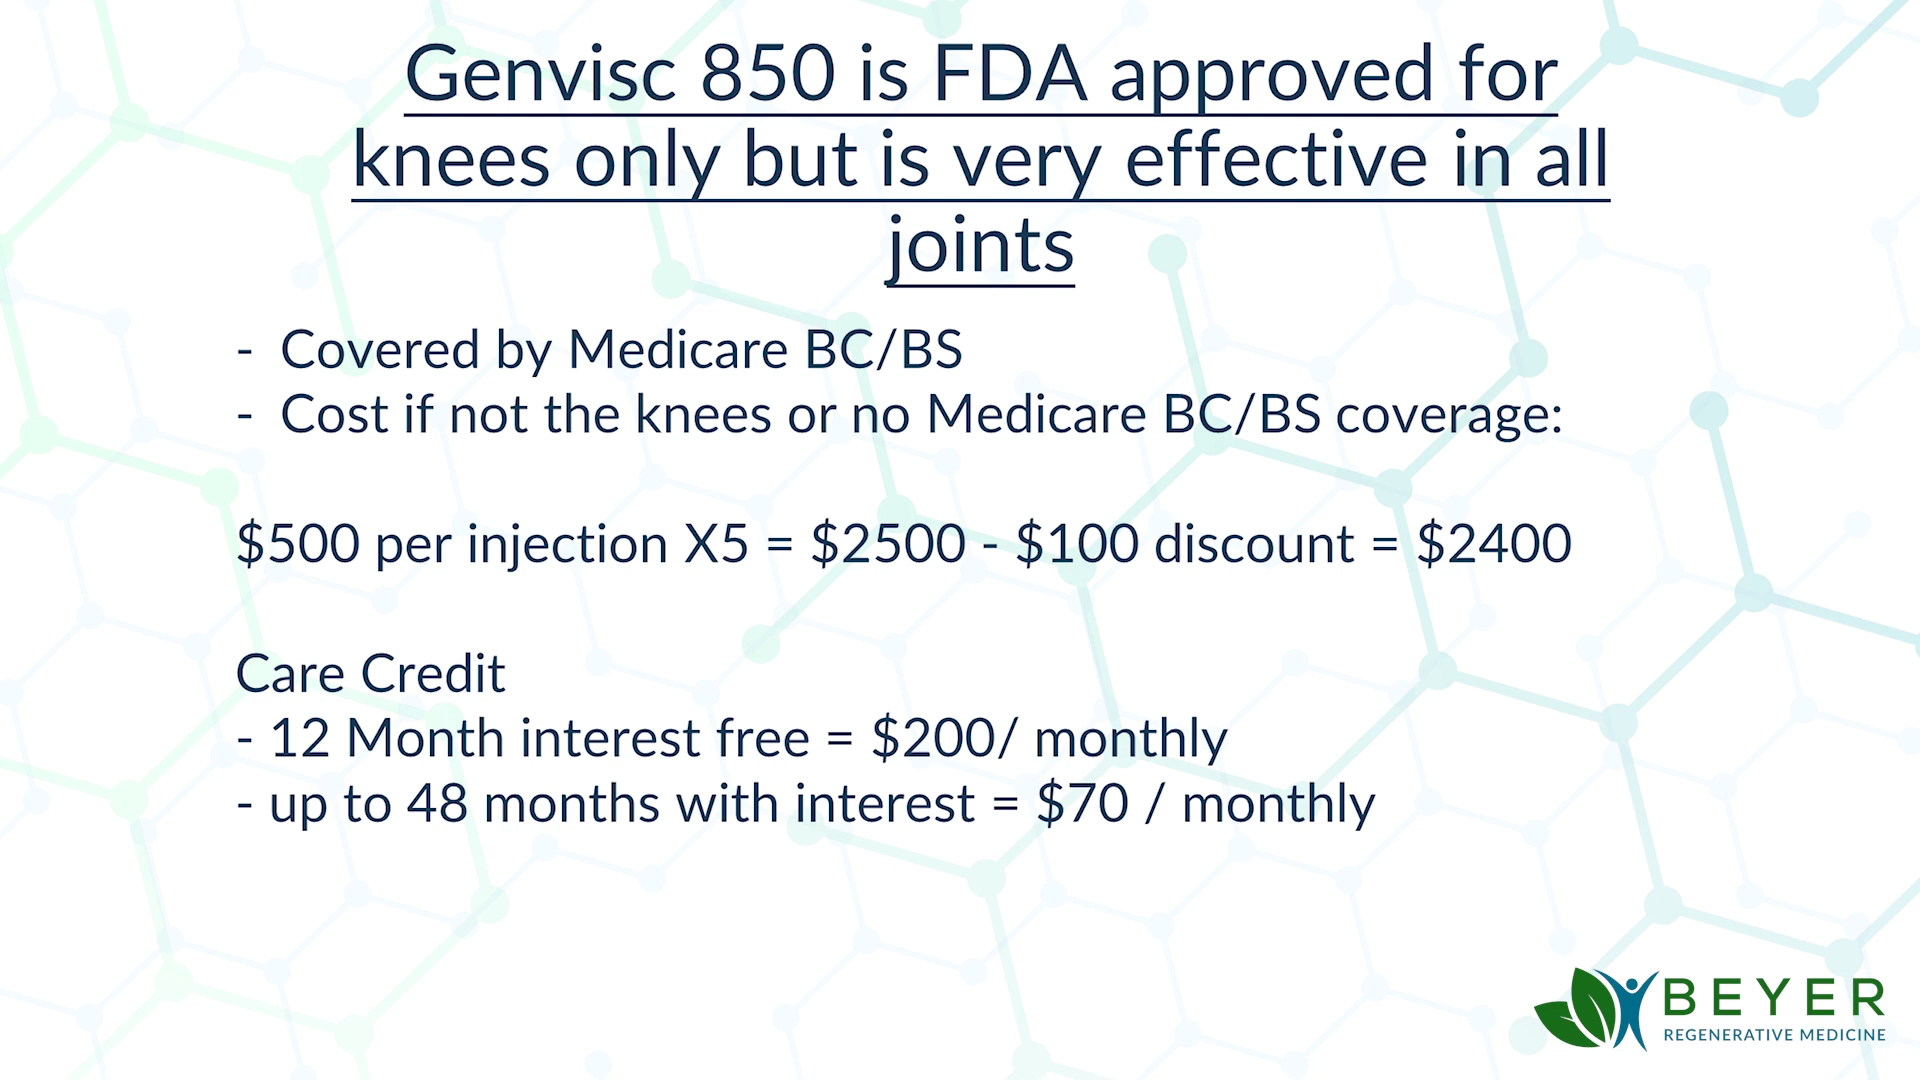 Genvisc 850 is FDA approved for
knees only but is very effective in all
joints
- Covered by Medicare BC/BS
- Cost if not the knees or no Medicare BC/BS coverage:
$500 per injection X5 = $2500 - $100 discount = $2400
Care Credit
- 12 Month interest free = $200/ monthly
- up to 48 months with interest = $70 / monthly
BEYER
REGENERATIVE MEDICINE